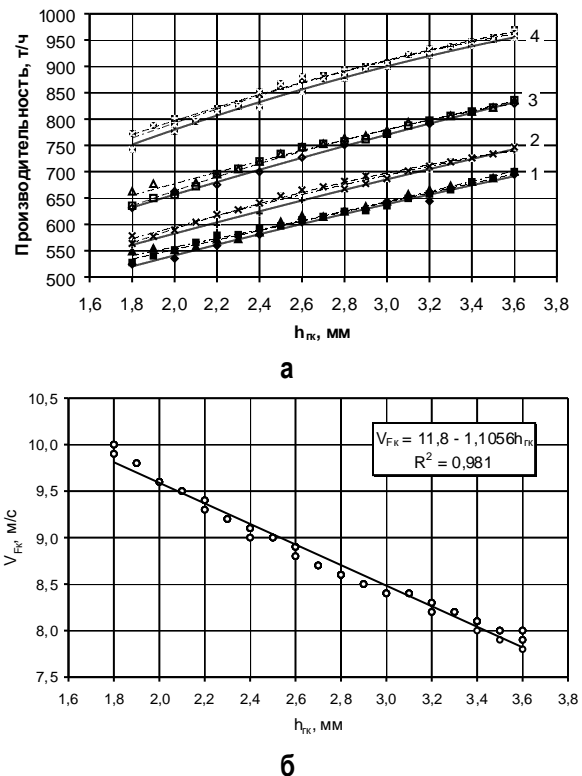 1000
950
900
850
800
750
700
650
600
550
500
Производительность, т/ч
4
3
2
1
1,6 1,8 2,0 2,2 2,4 2,6 2,8 3,0 3,2 3,4 3,6 3,8
hгк, мм
а
10,5
10,0
9,5
9,0
8,5
8,0
7,5
VFк, м/с
VFк = 11,8 - 1,1056hгк
R² = 0,981
1,6 1,8 2,0 2,2 2,4 2,6 2,8 3,0 3,2 3,4 3,6 3,8
hгк, мм
б